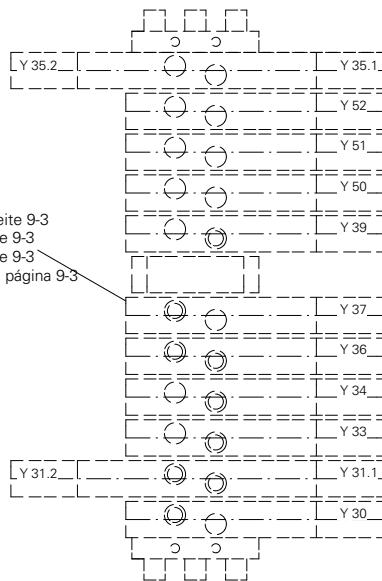 Y 35.2 Y 35.1
Y 52
Y 51
Y 50
eite 9-3
e 9-3
e 9-3
página 9-3
Y 39
Y 37
Y 36
Y 34
Y 33
Y 31.2 Y 31.1
Y 30